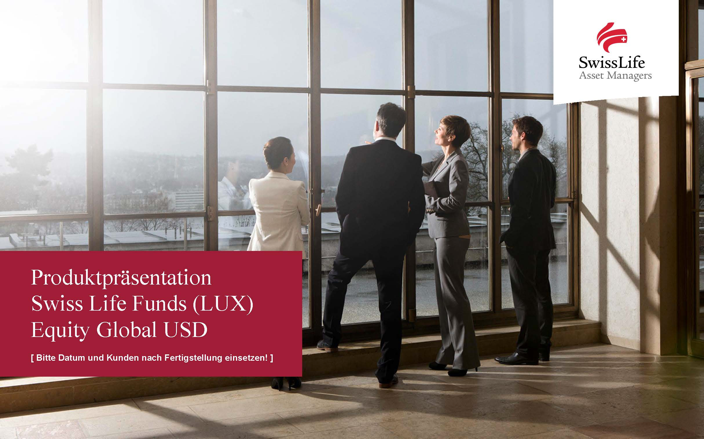 SwissLife
Asset Managers
Produktpräsentation
Swiss Life Funds (LUX)
Equity Global USD
[ Bitte Datum und Kunden nach Fertigstellung einsetzen! ]